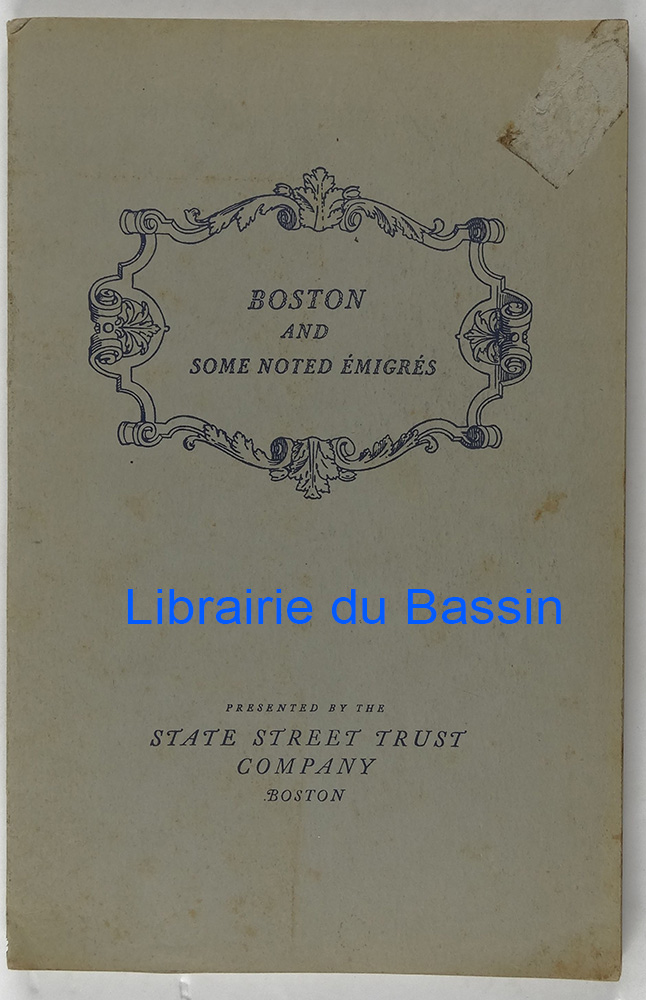 BOSTON
AND
SOME NOTED ÉMIGRÉS
Librairie du Bassin
PRESENTED BY THE
STATE STREET TRUST
COMPANY
BOSTON